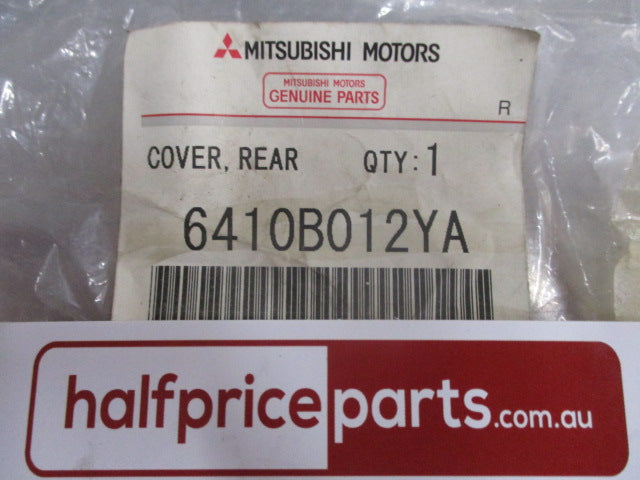 MITSUBISHI MOTORS
MITSUBISHI MOTORS
GENUINE PARTS
R
COVER, REAR QTY: 1
6410B012YA
halfpriceparts.com.au